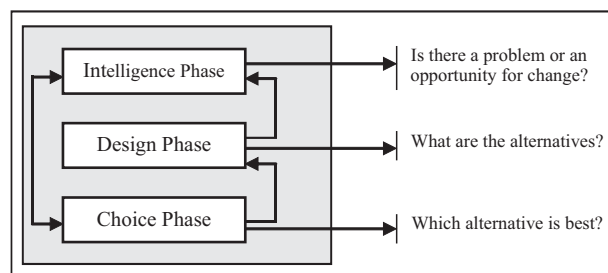 Intelligence Phase
Is there a problem or an
opportunity for change?
Design Phase
What are the alternatives?
Choice Phase
Which alternative is best?